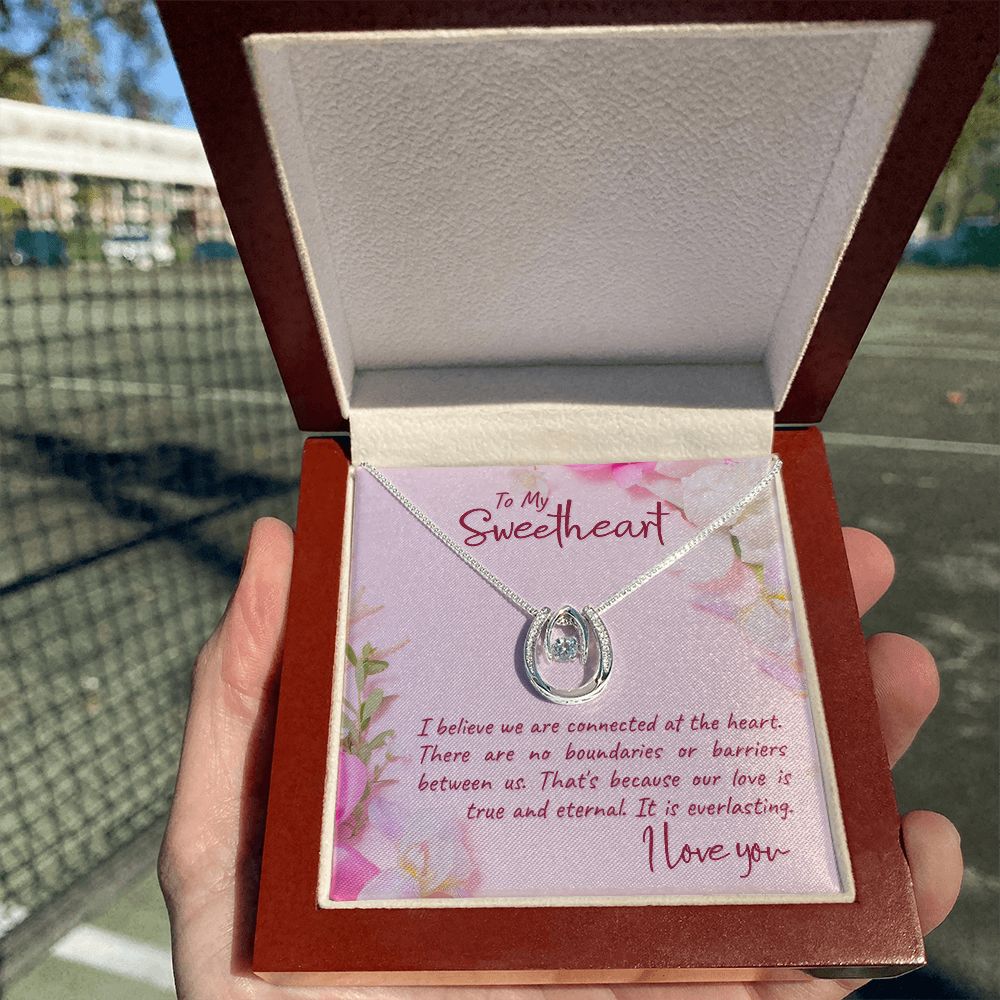 To My
Sweetheart
I believe we are connected at the heart.
There are no boundaries or barriers
between us. That's because our love is
true and eternal. It is everlasting.
I love you